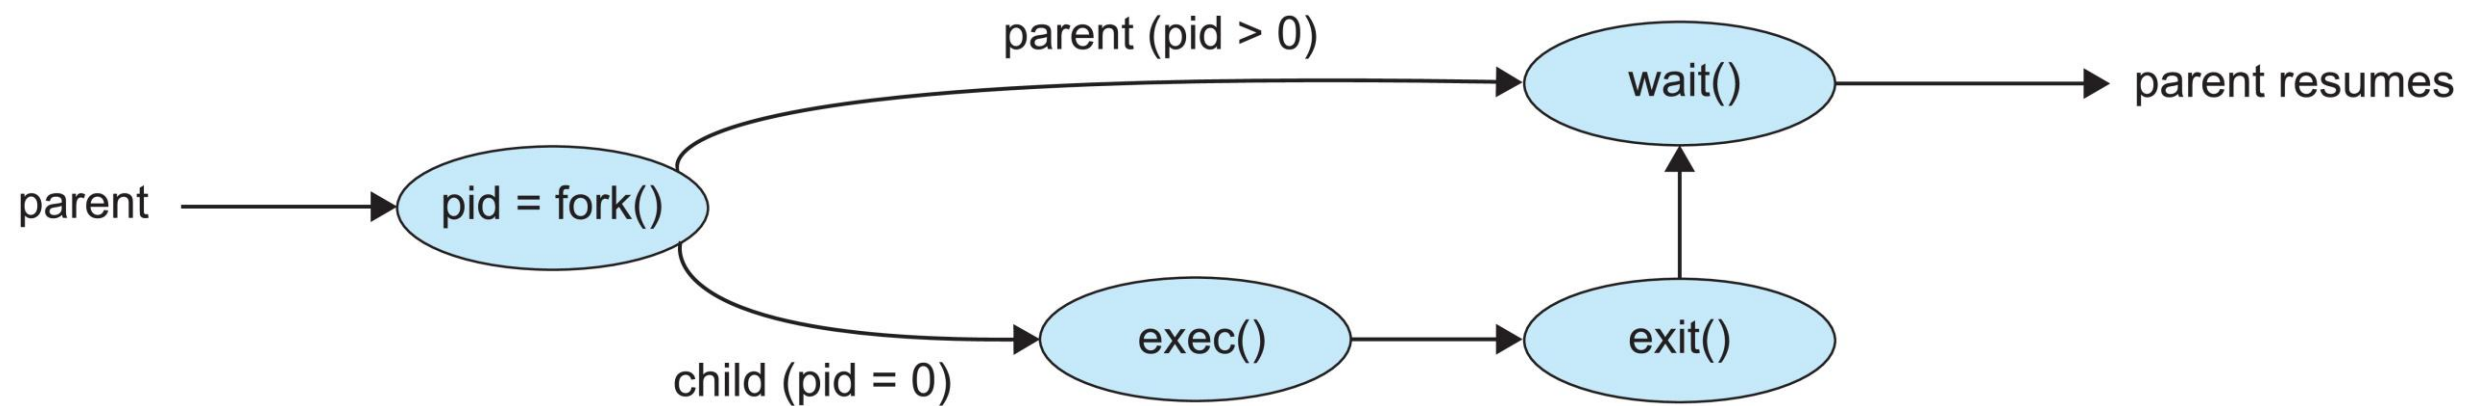 parent
pid = fork()
parent (pid > 0)
child (pid = 0)
exec()
exit()
wait()
parent resumes